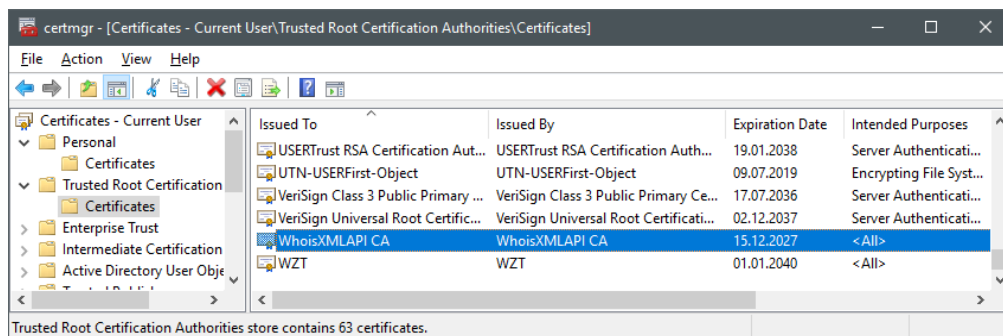 certmgr - [Certificates - Current User\Trusted Root Certification Authorities\Certificates]
File Action View Help
Certificates - Current User
Personal
Certificates
Trusted Root Certification
Certificates
Enterprise Trust
Intermediate Certification
Active Directory User Obje
Issued To Issued By Expiration Date Intended Purposes
USERTrust RSA Certification Aut... USERTrust RSA Certification Auth... 19.01.2038 Server Authenticati...
UTN-USERFirst-Object UTN-USERFirst-Object 09.07.2019 Encrypting File Syst...
VeriSign Class 3 Public Primary ... VeriSign Class 3 Public Primary Ce... 17.07.2036 Server Authenticati...
VeriSign Universal Root Certific... VeriSign Universal Root Certificati... 02.12.2037 Server Authenticati...
WhoisXMLAPI CA WhoisXMLAPI CA 15.12.2027 <All>
WZT WZT 01.01.2040 <All>
Trusted Root Certification Authorities store contains 63 certificates.